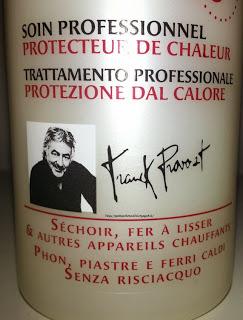 SOIN PROFESSIONNEL
PROTECTEUR DE CHALEUR
TRATTAMENTO PROFESSIONALE
PROTEZIONE DAL CALORE
Franck Provost
SÉCHOIR, FER À LISSER
& AUTRES APPAREILS CHAUFFANTS
PHON, PIASTRE E FERRI CALDI
SENZA RISCIACQUO